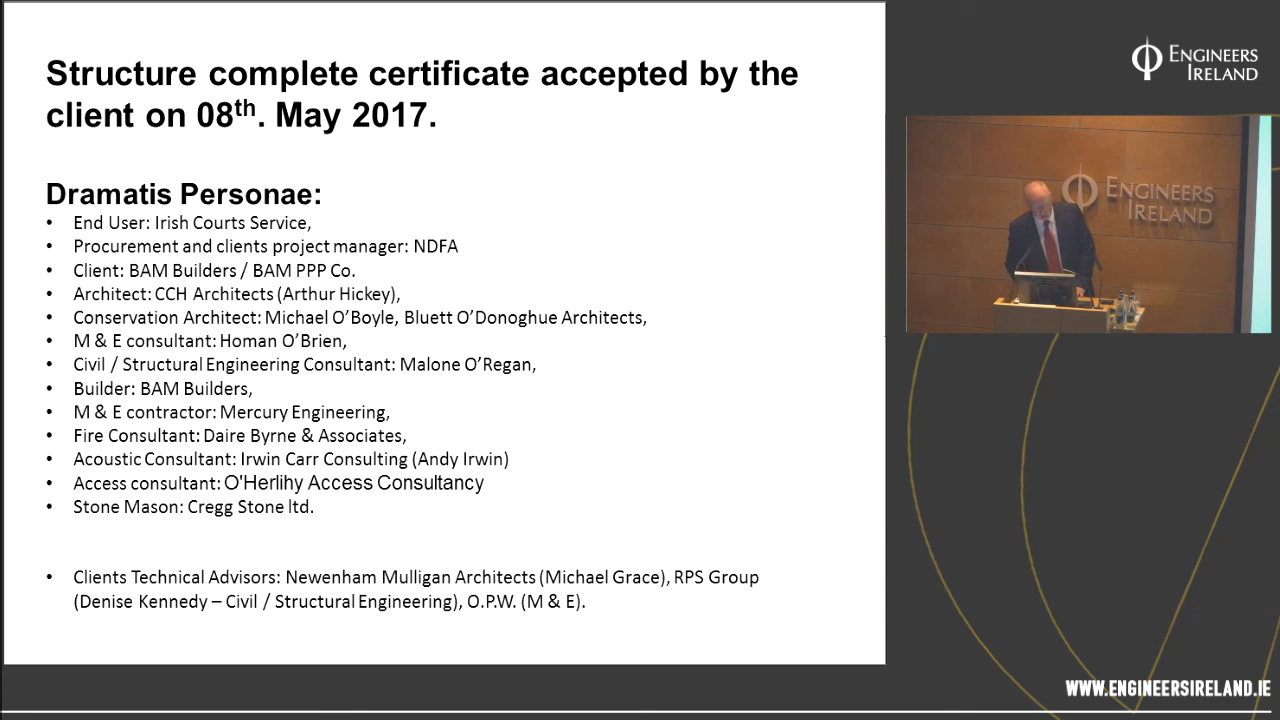 Structure complete certificate accepted by the
client on 08th. May 2017.
Dramatis Personae:
• End User: Irish Courts Service,
• Procurement and clients project manager: NDFA
• Client: BAM Builders / BAM PPP Co.
• Architect: CCH Architects (Arthur Hickey),
• Conservation Architect: Michael O’Boyle, Bluett O’Donoghue Architects,
• M & E consultant: Homan O’Brien,
• Civil / Structural Engineering Consultant: Malone O’Regan,
• Builder: BAM Builders,
• M & E contractor: Mercury Engineering,
• Fire Consultant: Daire Byrne & Associates,
• Acoustic Consultant: Irwin Carr Consulting (Andy Irwin)
• Access consultant: O'Herlihy Access Consultancy
• Stone Mason: Cregg Stone ltd.
• Clients Technical Advisors: Newenham Mulligan Architects (Michael Grace), RPS Group
(Denise Kennedy – Civil / Structural Engineering), O.P.W. (M & E).
ENGINEERS
IRELAND
ENGINEERS
IRELAND
WWW.ENGINEERSIRELAND.IE